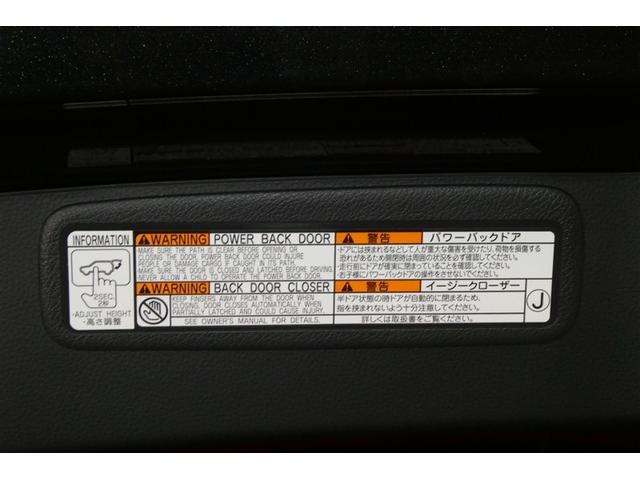 INFORMATION
2SEC
2秒
·ADJUST HEIGHT
·高さ調整
WARNING POWER BACK DOOR
·MAKE SURE THE PATH IS CLEAR BEFORE OPENING OR
CLOSING THE DOOR. POWER BACK DOOR COULD INJURE
PEOPLE OR DAMAGE CARGO IF CAUGHT IN ITS PATH.
·MAKE SURE THE DOOR IS CLOSED AND LATCHED BEFORE DRIVING.
·NEVER ALLOW A CHILD TO OPERATE THE POWER BACK DOOR.
WARNING BACK DOOR CLOSER
KEEP FINGERS AWAY FROM THE DOOR WHEN
CLOSING. DOOR CLOSES AUTOMATICALLY WHEN
PARTIALLY LATCHED AND COULD CAUSE INJURY.
SEE OWNER'S MANUAL FOR DETAILS.
警告 パワーバックドア
·ドアには挟まれるなどして人が重大な傷害を受けたり、荷物を損傷する
恐れがあるため開閉時は周囲の状況を必ず確認してください。
·走行前にドアが確実に閉まっていることを確認してください。
·お子様にパワーバックドアの操作をさせないでください。
警告 イージークローザー
半ドア状態の時ドアが自動的に閉まるため、
指を挟まれないよう十分注意してください。
詳しくは取扱書をご覧ください。
J